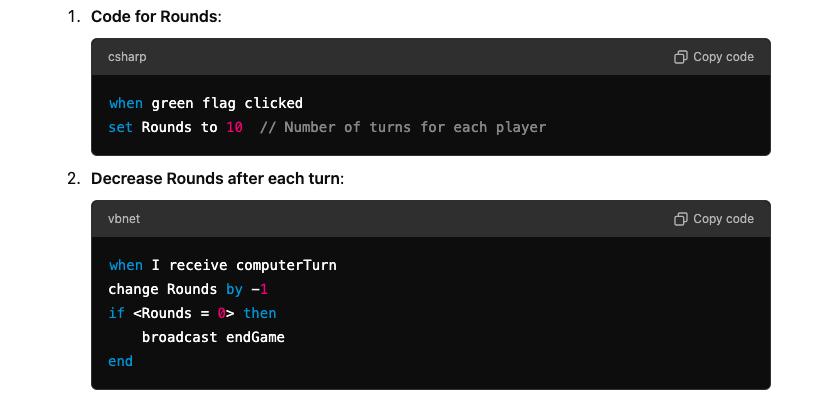 1. Code for Rounds:
csharp Copy code
when green flag clicked
set Rounds to 10 // Number of turns for each player
2. Decrease Rounds after each turn:
vbnet Copy code
when I receive computerTurn
change Rounds by -1
if <Rounds = 0> then
broadcast endGame
end